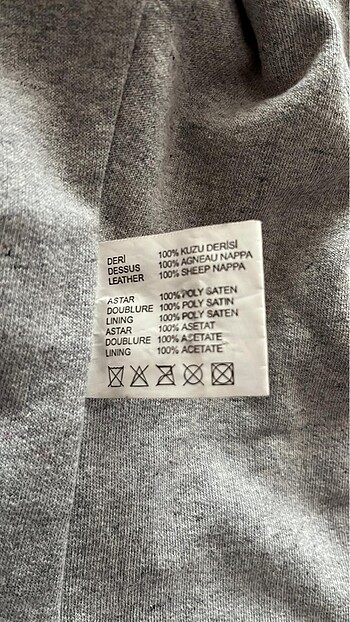 DERİ 100% KUZU DERİSİ
DESSUS 100% AGNEAU NAPPA
LEATHER 100% SHEEP NAPPA
ASTAR 100% POLY SATEN
DOUBLURE 100% POLY SATIN
LINING 100% POLY SATEN
ASTAR 100% ASETAT
DOUBLURE 100% ASETATE
LINING 100% ACETATE